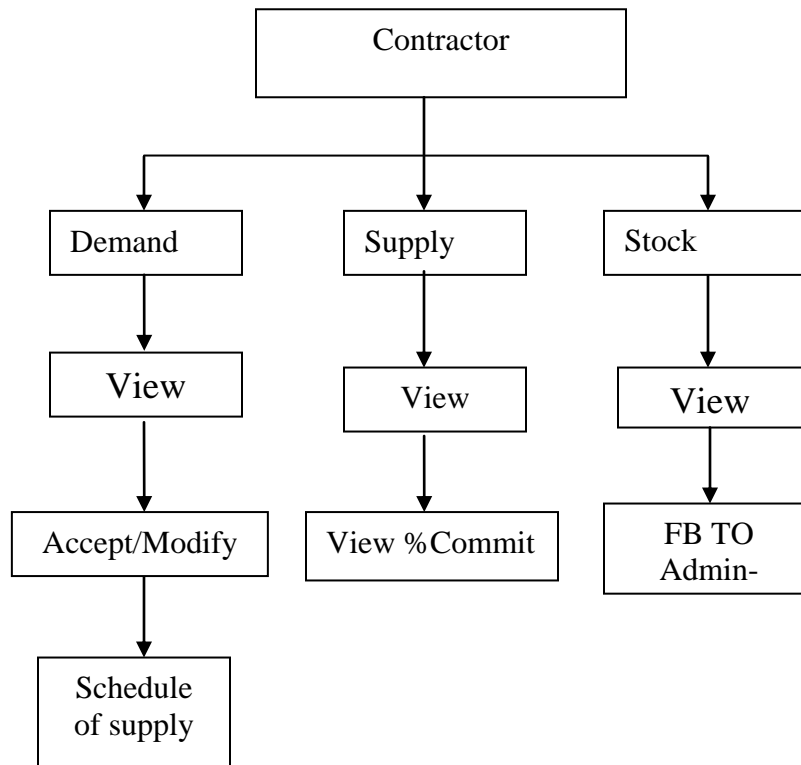 Contractor
Demand
Supply
Stock
View
View
View
Accept/Modify
View %Commit
FB TO
Admin-
Schedule
of supply